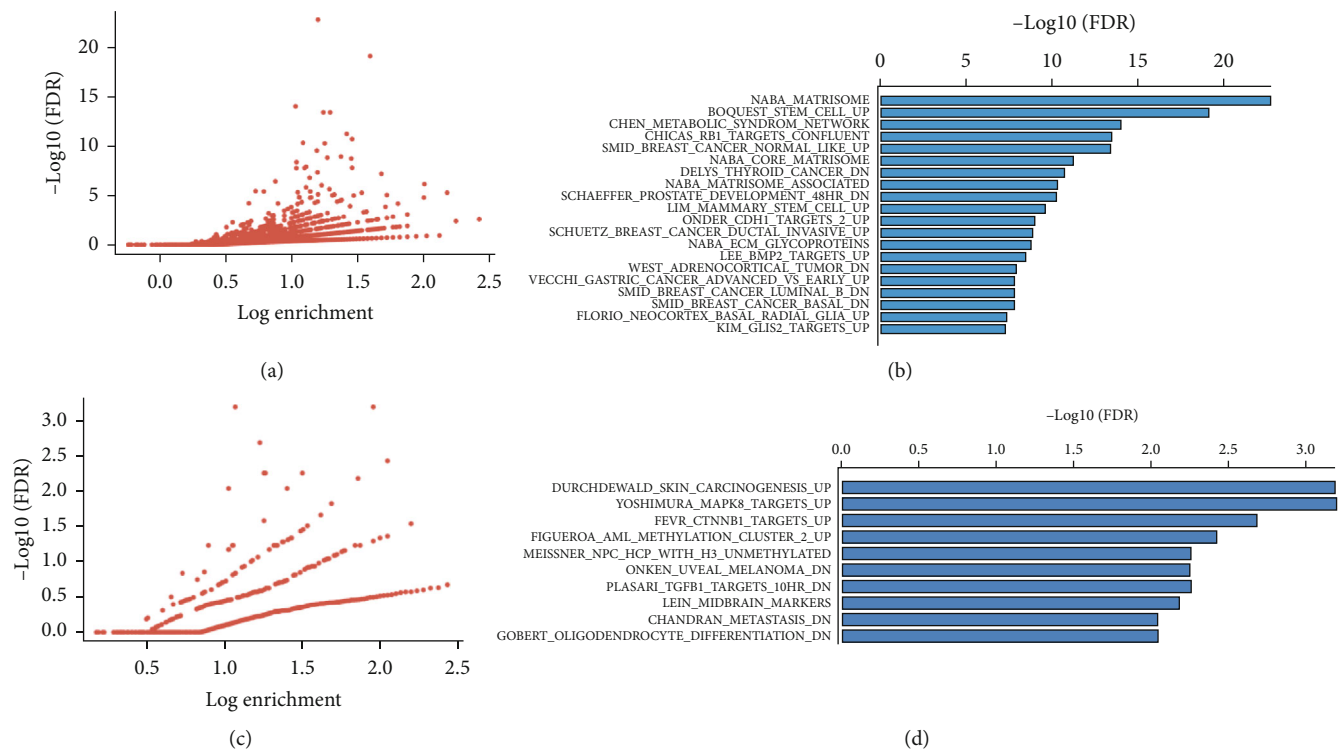 –Log10 (FDR)
20
15
10
5
0
0.0 0.5 1.0 1.5 2.0 2.5
Log enrichment
(a)
–Log10 (FDR)
0 5 10 15 20
NABA_MATRISOME
BOQUEST_STEM_CELL_UP
CHEN_METABOLIC_SYNDROM_NETWORK
CHICAS_RB1_TARGETS_CONFLUENT
SMID_BREAST_CANCER_NORMAL_LIKE_UP
NABA_CORE_MATRISOME
DELYS_THYROID_CANCER_DN
NABA_MATRISOME_ASSOCIATED
SCHAEFFER_PROSTATE_DEVELOPMENT_48HR_DN
LIM_MAMMARY_STEM_CELL_UP
ONDER_CDH1_TARGETS_2_UP
SCHUETZ_BREAST_CANCER_DUCTAL_INVASIVE_UP
NABA_ECM_GLYCOPROTEINS
LEE_BMP2_TARGETS_UP
WEST_ADRENOCORTICAL_TUMOR_DN
VECCHI_GASTRIC_CANCER_ADVANCED_VS_EARLY_UP
SMID_BREAST_CANCER_LUMINAL_B_DN
SMID_BREAST_CANCER_BASAL_DN
FLORIO_NEOCORTEX_BASAL_RADIAL_GLIA_UP
KIM_GLIS2_TARGETS_UP
(b)
–Log10 (FDR)
3.0
2.5
2.0
1.5
1.0
0.5
0.0
0.5 1.0 1.5 2.0 2.5
Log enrichment
(c)
–Log10 (FDR)
0.0 0.5 1.0 1.5 2.0 2.5 3.0
DURCHDEWALD_SKIN_CARCINOGENESIS_UP
YOSHIMURA_MAPK8_TARGETS_UP
FEVR_CTNNB1_TARGETS_UP
FIGUEROA_AML_METHYLATION_CLUSTER_2_UP
MEISSNER_NPC_HCP_WITH_H3_UNMETHYLATED
ONKEN_UVEAL_MELANOMA_DN
PLASARI_TGFB1_TARGETS_10HR_DN
LEIN_MIDBRAIN_MARKERS
CHANDRAN_METASTASIS_DN
GOBERT_OLIGODENDROCYTE_DIFFERENTIATION_DN
(d)